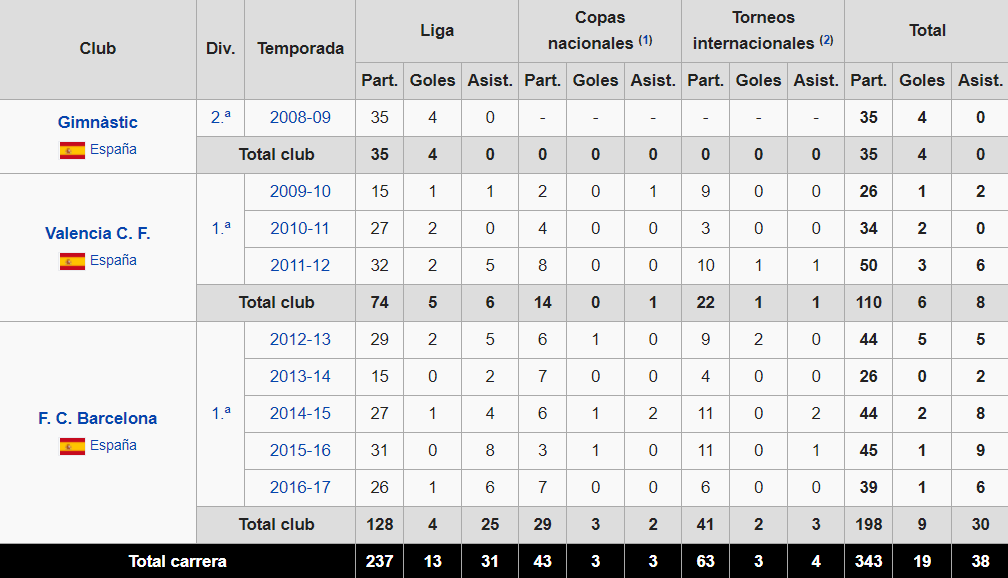 Club Div. Temporada Liga Copas nacionales (1) Torneos internacionales (2) Total
Part. Goles Asist. Part. Goles Asist. Part. Goles Asist. Part. Goles Asist.
Gimnàstic
España
2.ª 2008-09 35 4 0 - - - - - - 35 4 0
Total club 35 4 0 0 0 0 0 0 0 35 4 0
Valencia C. F.
España
1.ª
2009-10 15 1 1 2 0 1 9 0 0 26 1 2
2010-11 27 2 0 4 0 0 3 0 0 34 2 0
2011-12 32 2 5 8 0 0 10 1 1 50 3 6
Total club 74 5 6 14 0 1 22 1 1 110 6 8
F. C. Barcelona
España
1.ª
2012-13 29 2 5 6 1 0 9 2 0 44 5 5
2013-14 15 0 2 7 0 0 4 0 0 26 0 2
2014-15 27 1 4 6 1 2 11 0 2 44 2 8
2015-16 31 0 8 3 1 0 11 0 1 45 1 9
2016-17 26 1 6 7 0 0 6 0 0 39 1 6
Total club 128 4 25 29 3 2 41 2 3 198 9 30
Total carrera 237 13 31 43 3 3 63 3 4 343 19 38